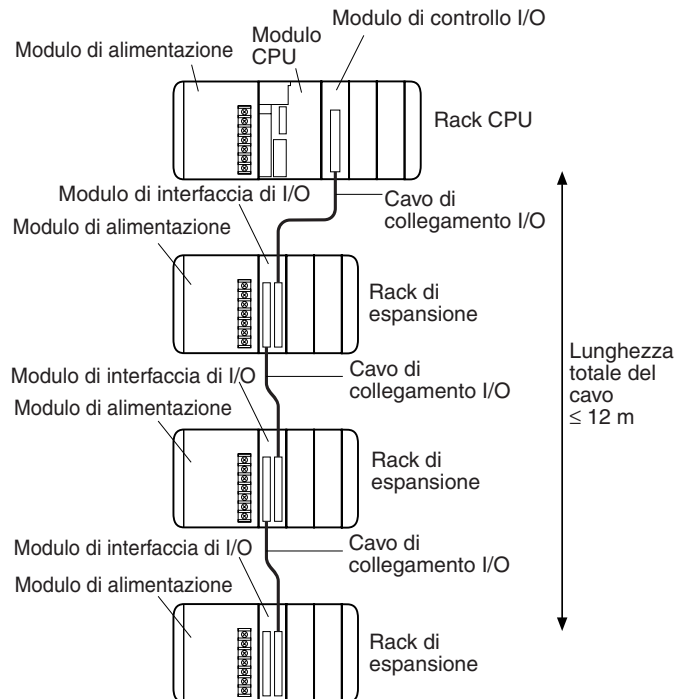 Modulo di controllo I/O
Modulo di alimentazione
Modulo
CPU
Rack CPU
Modulo di interfaccia di I/O
Cavo di
collegamento I/O
Modulo di alimentazione
Rack di
espansione
Lunghezza
totale del
cavo
≤ 12 m
Modulo di interfaccia di I/O
Cavo di
collegamento I/O
Modulo di alimentazione
Rack di
espansione
Modulo di interfaccia di I/O
Cavo di
collegamento I/O
Modulo di alimentazione
Rack di
espansione